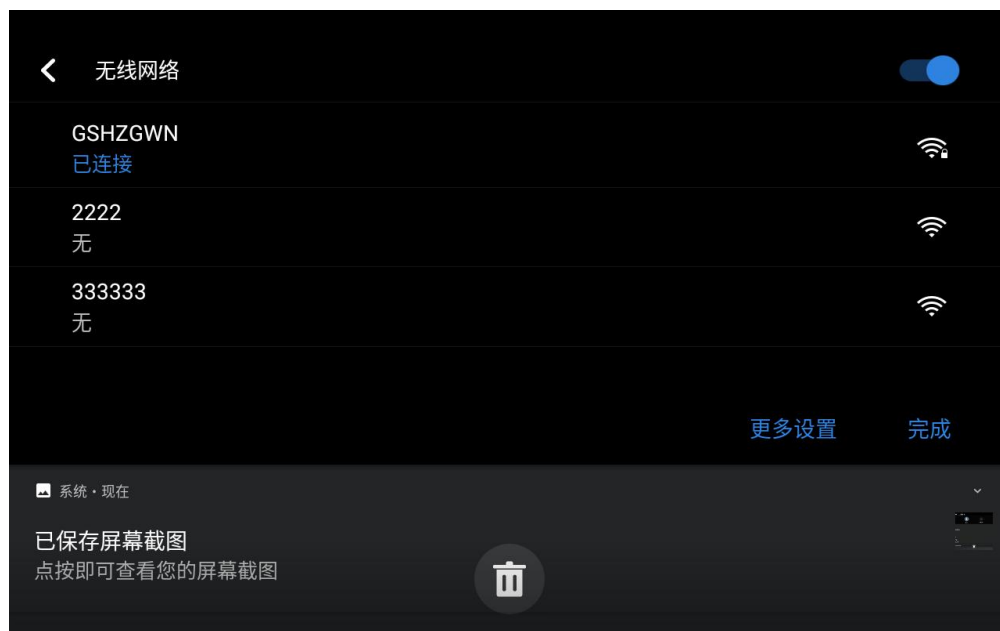 无线网络
GSHZGWN
已连接
2222
无
333333
无
更多设置
完成
系统・现在
已保存屏幕截图
点按即可查看您的屏幕截图